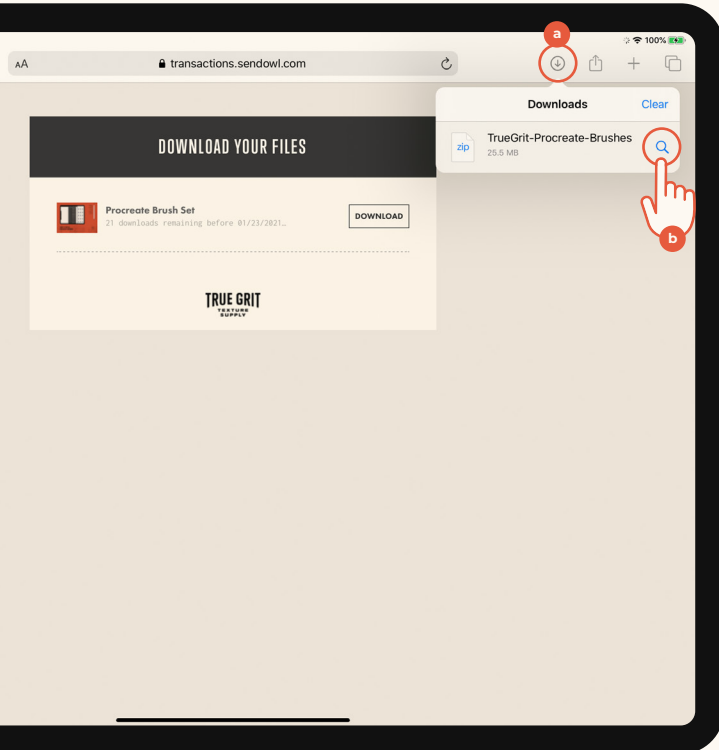 a
100%
AA
transactions.sendowl.com
Downloads
Clear
zip
TrueGrit-Procreate-Brushes
25.5 MB
b
DOWNLOAD YOUR FILES
Procreate Brush Set
21 downloads remaining before 01/23/2021…
DOWNLOAD
TRUE GRIT
TEXTURE
SUPPLY